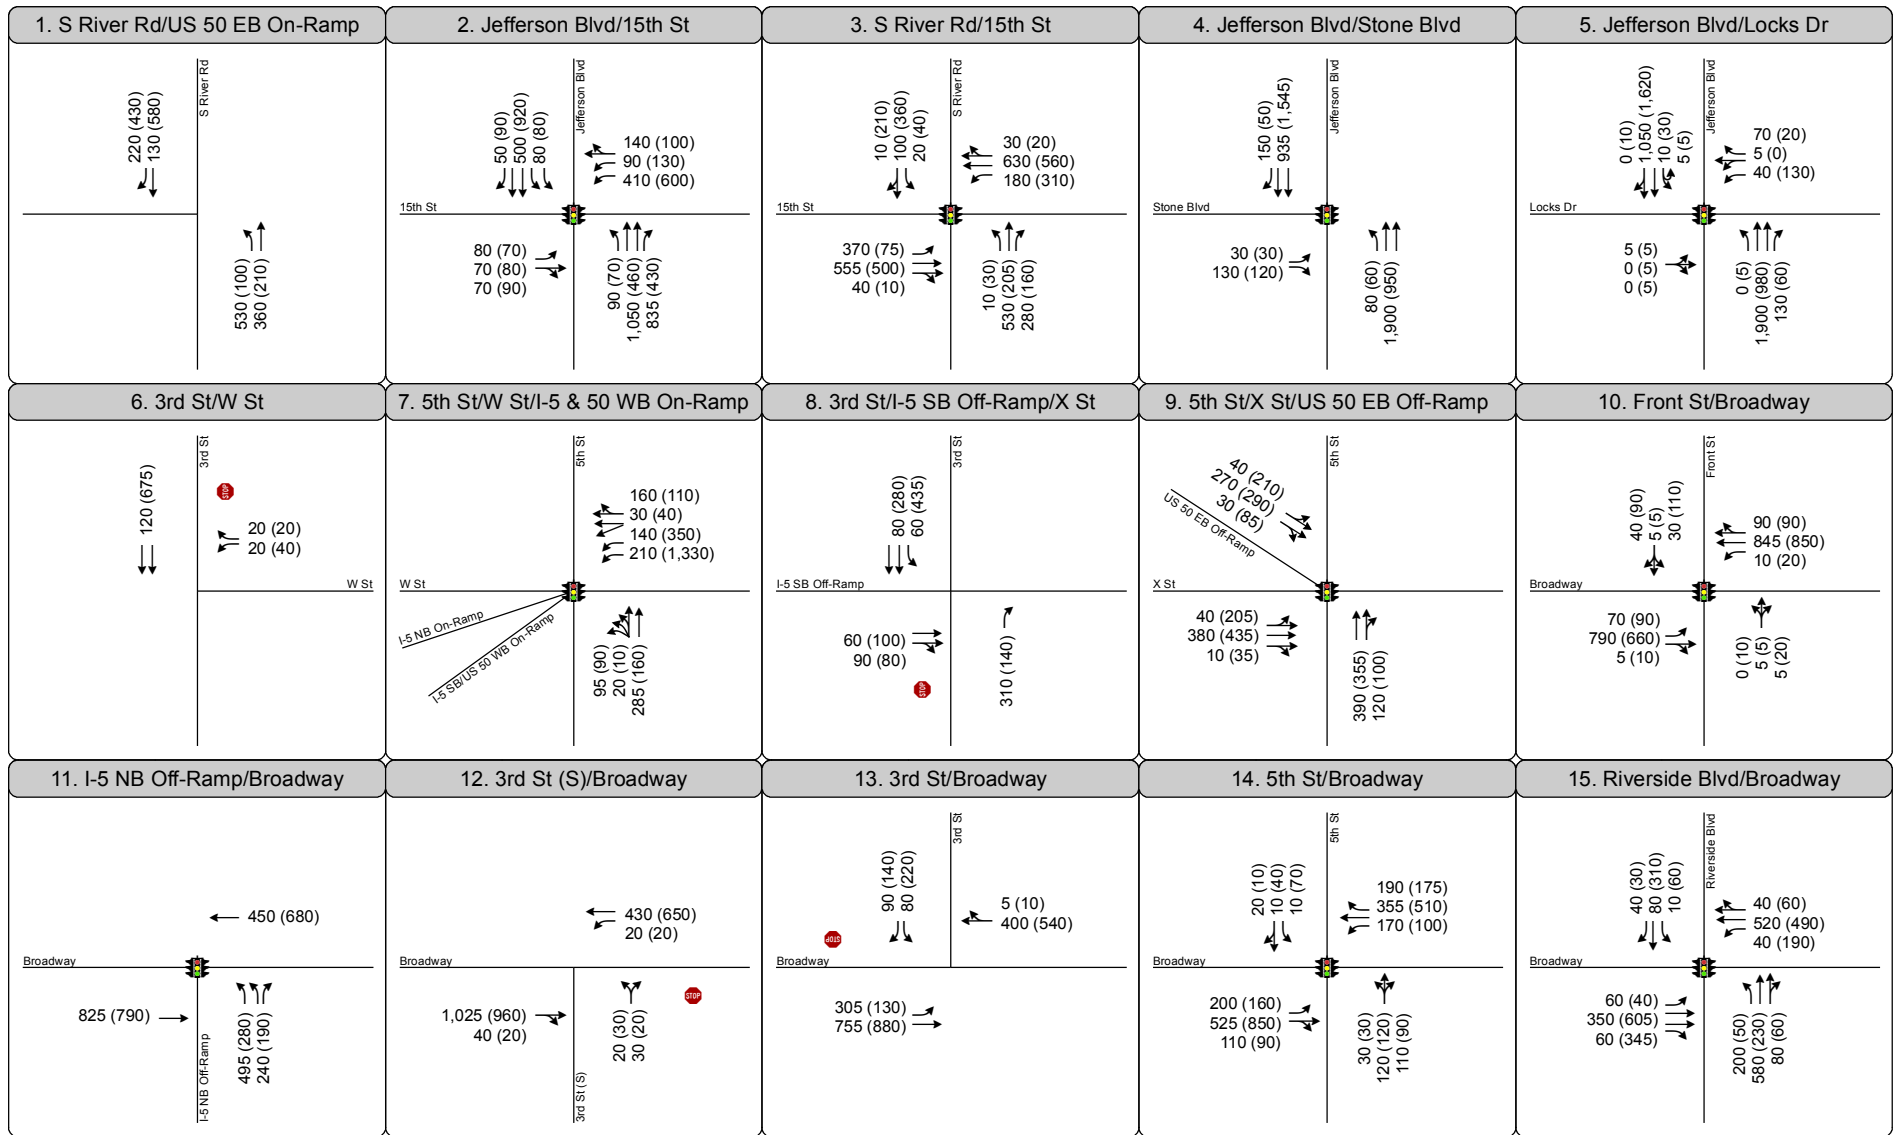 1. S River Rd/US 50 EB On-Ramp
220 (430)
130 (580)
S River Rd
530 (100)
360 (210)
2. Jefferson Blvd/15th St
50 (90)
500 (920)
80 (80)
Jefferson Blvd
140 (100)
90 (130)
410 (600)
15th St
80 (70)
70 (80)
70 (90)
90 (70)
1,050 (460)
835 (430)
3. S River Rd/15th St
10 (210)
100 (360)
20 (40)
S River Rd
30 (20)
630 (560)
180 (310)
15th St
370 (75)
555 (500)
40 (10)
10 (30)
530 (205)
280 (160)
4. Jefferson Blvd/Stone Blvd
150 (50)
935 (1,545)
Jefferson Blvd
Stone Blvd
30 (30)
130 (120)
80 (60)
1,900 (950)
5. Jefferson Blvd/Locks Dr
0 (10)
1,050 (1,620)
10 (30)
5 (5)
Jefferson Blvd
70 (20)
5 (0)
40 (130)
Locks Dr
5 (5)
0 (5)
0 (5)
0 (5)
1,900 (980)
130 (60)
6. 3rd St/W St
120 (675)
3rd St
STOP
20 (20)
20 (40)
W St
7. 5th St/W St/I-5 & 50 WB On-Ramp
5th St
160 (110)
30 (40)
140 (350)
210 (1,330)
W St
I-5 NB On-Ramp
I-5 SB/US 50 WB On-Ramp
95 (90)
20 (10)
285 (160)
8. 3rd St/I-5 SB Off-Ramp/X St
80 (280)
60 (435)
3rd St
I-5 SB Off-Ramp
60 (100)
90 (80)
STOP
310 (140)
9. 5th St/X St/US 50 EB Off-Ramp
40 (210)
270 (290)
30 (85)
US 50 EB Off-Ramp
5th St
X St
40 (205)
380 (435)
10 (35)
390 (355)
120 (100)
10. Front St/Broadway
40 (90)
5 (5)
30 (110)
Front St
90 (90)
845 (850)
10 (20)
Broadway
70 (90)
790 (660)
5 (10)
0 (10)
5 (5)
5 (20)
11. I-5 NB Off-Ramp/Broadway
450 (680)
Broadway
825 (790)
I-5 NB Off-Ramp
495 (280)
240 (190)
12. 3rd St (S)/Broadway
430 (650)
20 (20)
Broadway
1,025 (960)
40 (20)
3rd St (S)
20 (30)
30 (20)
STOP
13. 3rd St/Broadway
90 (140)
80 (220)
3rd St
5 (10)
400 (540)
STOP
Broadway
305 (130)
755 (880)
14. 5th St/Broadway
20 (10)
10 (40)
10 (70)
5th St
190 (175)
355 (510)
170 (100)
Broadway
200 (160)
525 (850)
110 (90)
30 (30)
120 (120)
110 (90)
15. Riverside Blvd/Broadway
40 (30)
80 (310)
10 (60)
Riverside Blvd
40 (60)
520 (490)
40 (190)
Broadway
60 (40)
350 (605)
60 (345)
200 (50)
580 (230)
80 (60)